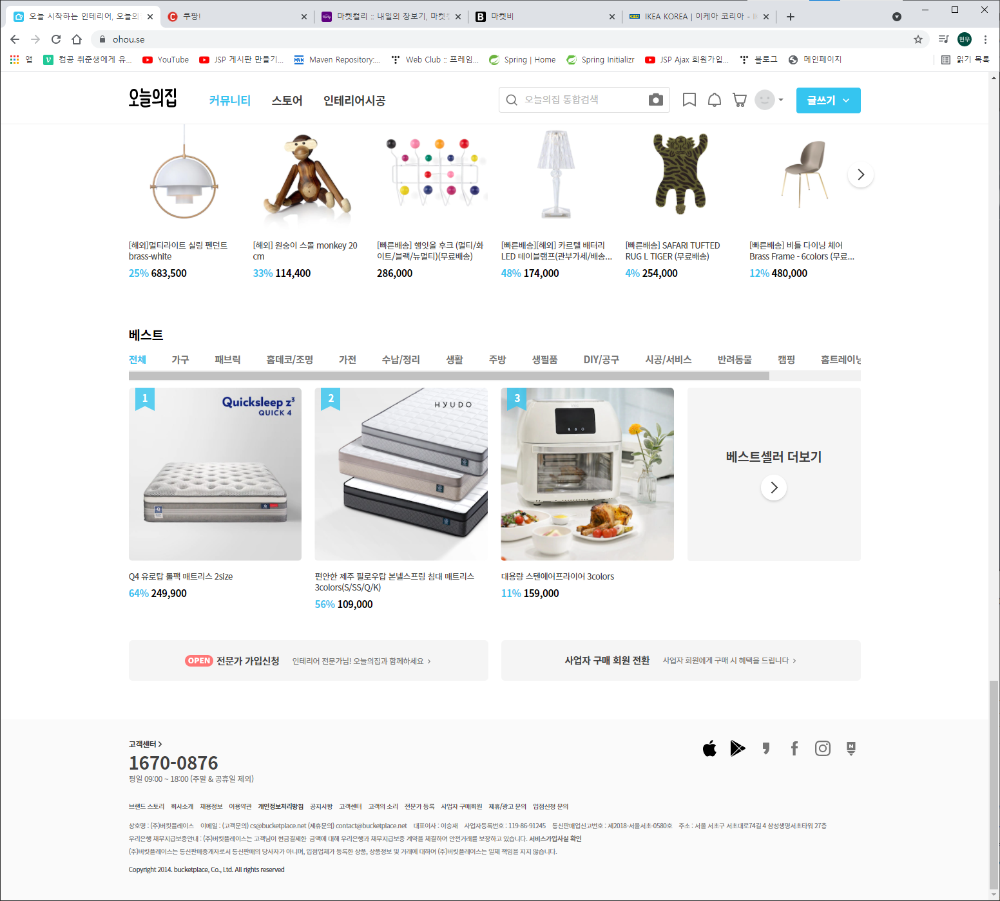 오늘 시작하는 인테리어, 오늘의
쿠팡!
마켓컬리 :: 내일의 장보기, 마켓
마켓비
IKEA KOREA | 이케아 코리아 -
ohou.se
현우
앱
컴공 취준생에게 유...
YouTube
JSP 게시판 만들기...
Maven Repository:...
Web Club :: 프레임...
Spring | Home
Spring Initializr
JSP Ajax 회원가입...
블로그
메인페이지
읽기 목록
오늘의집
커뮤니티
스토어
인테리어시공
오늘의집 통합검색
글쓰기
[해외]멀티라이트 실링 펜던트
brass-white
25% 683,500
[해외] 원숭이 스몰 monkey 20
cm
33% 114,400
[빠른배송] 행잇올 후크 (멀티/화
이트/블랙/뉴멀티)(무료배송)
286,000
[빠른배송][해외] 카르텔 배터리
LED 테이블램프(관부가세/배송...
48% 174,000
[빠른배송] SAFARI TUFTED
RUG L TIGER (무료배송)
4% 254,000
[빠른배송] 비틀 다이닝 체어
Brass Frame - 6colors (무료...
12% 480,000
베스트
전체 가구 패브릭 홈데코/조명 가전 수납/정리 생활 주방 생필품 DIY/공구 시공/서비스 반려동물 캠핑 홈트레이닝
1
Quicksleep z³
QUICK 4
2
HYUDO
3
베스트셀러 더보기
Q4 유로탑 롤팩 매트리스 2size
64% 249,900
편안한 제주 필로우탑 본넬스프링 침대 매트리스
3colors(S/SS/Q/K)
56% 109,000
대용량 스텐에어프라이어 3colors
11% 159,000
OPEN 전문가 가입신청 인테리어 전문가님! 오늘의집과 함께하세요
사업자 구매 회원 전환 사업자 회원에게 구매 시 혜택을 드립니다
고객센터
1670-0876
평일 09:00 ~ 18:00 (주말 & 공휴일 제외)
브랜드 스토리 회사소개 채용정보 이용약관 개인정보처리방침 공지사항 고객센터 고객의 소리 전문가 등록 사업자 구매회원 제휴/광고 문의 입점신청 문의
상호명 : (주)버킷플레이스 이메일 : (고객문의) cs@bucketplace.net (제휴문의) contact@bucketplace.net 대표이사 : 이승재 사업자등록번호 : 119-86-91245 통신판매업신고번호 : 제2018-서울서초-0580호 주소 : 서울 서초구 서초대로74길 4 삼성생명서초타워 27층
우리은행 채무지급보증안내 : (주)버킷플레이스는 고객님이 현금결제한 금액에 대해 우리은행과 채무지급보증 계약을 체결하여 안전거래를 보장하고 있습니다. 서비스가입사실 확인
(주)버킷플레이스는 통신판매중개자로서 통신판매의 당사자가 아니며, 입점업체가 등록한 상품, 상품정보 및 거래에 대하여 (주)버킷플레이스는 일체 책임을 지지 않습니다.
Copyright 2014. bucketplace, Co., Ltd. All rights reserved